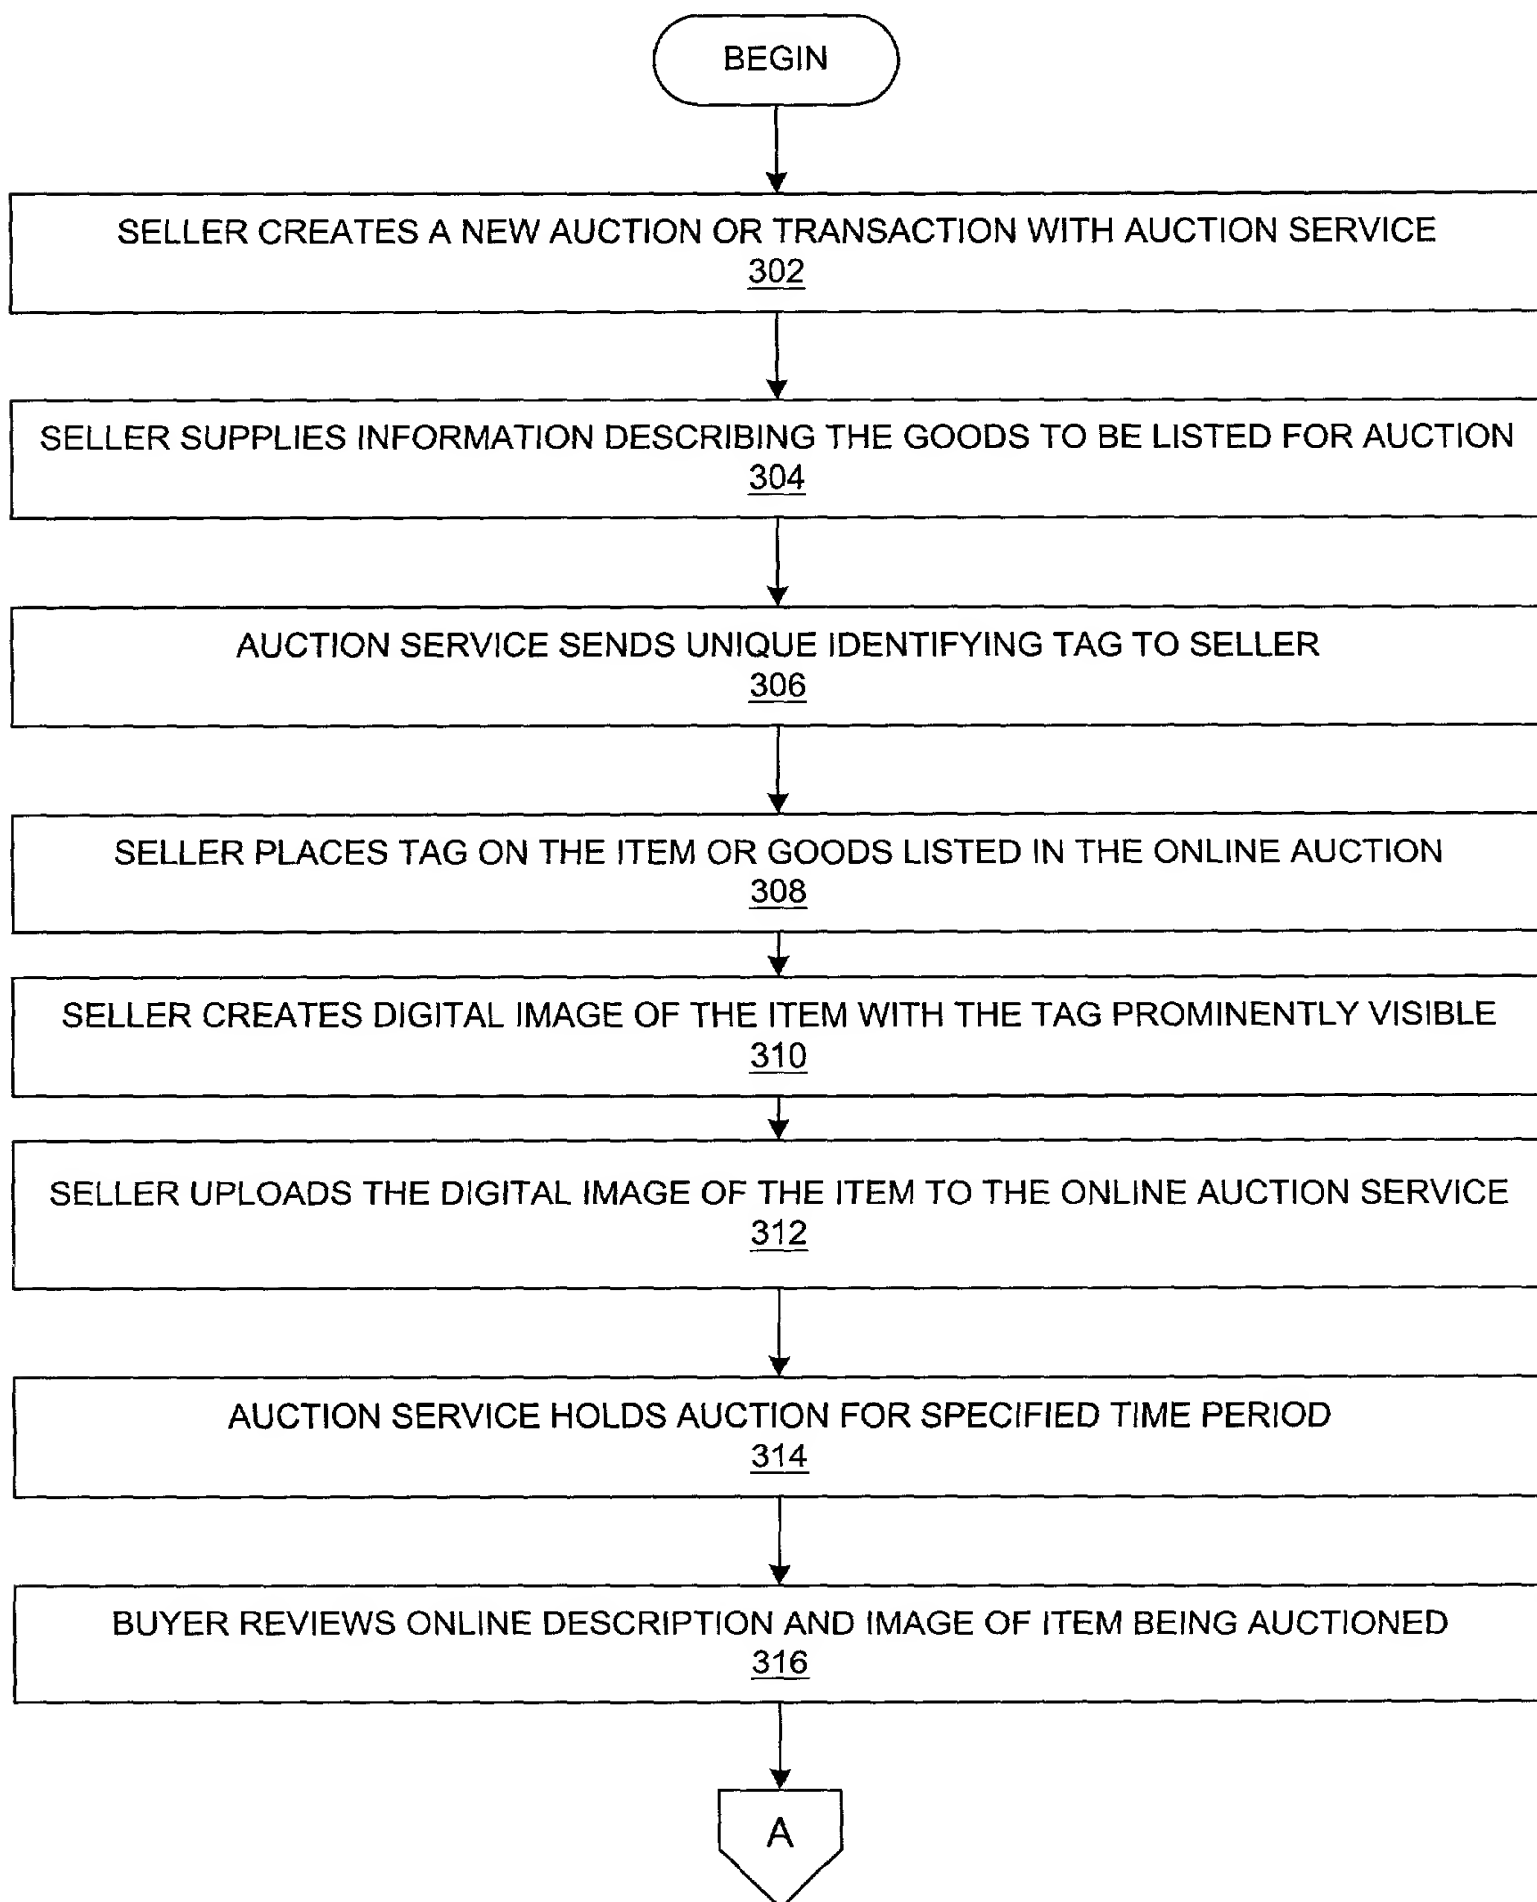 BEGIN
SELLER CREATES A NEW AUCTION OR TRANSACTION WITH AUCTION SERVICE
302
SELLER SUPPLIES INFORMATION DESCRIBING THE GOODS TO BE LISTED FOR AUCTION
304
AUCTION SERVICE SENDS UNIQUE IDENTIFYING TAG TO SELLER
306
SELLER PLACES TAG ON THE ITEM OR GOODS LISTED IN THE ONLINE AUCTION
308
SELLER CREATES DIGITAL IMAGE OF THE ITEM WITH THE TAG PROMINENTLY VISIBLE
310
SELLER UPLOADS THE DIGITAL IMAGE OF THE ITEM TO THE ONLINE AUCTION SERVICE
312
AUCTION SERVICE HOLDS AUCTION FOR SPECIFIED TIME PERIOD
314
BUYER REVIEWS ONLINE DESCRIPTION AND IMAGE OF ITEM BEING AUCTIONED
316
A